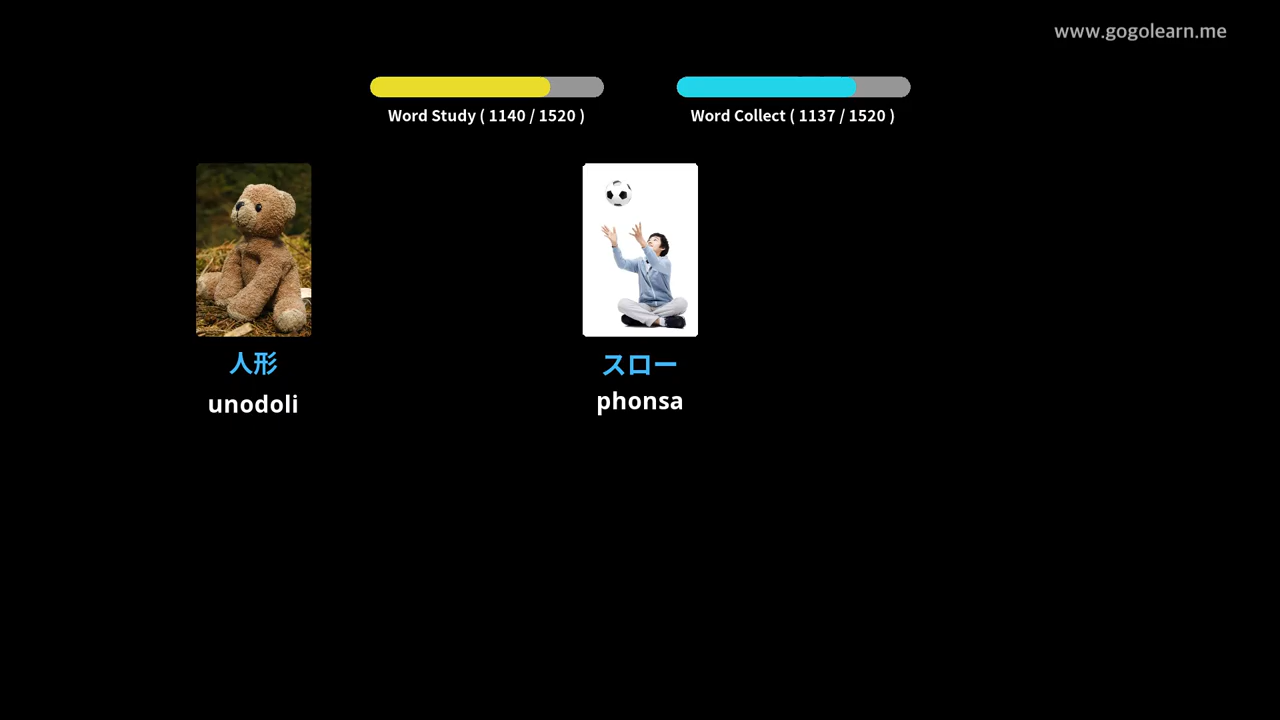 www.gogolearn.me
Word Study ( 1140 / 1520 )
Word Collect ( 1137 / 1520 )
人形
unodoli
スロー
phonsa